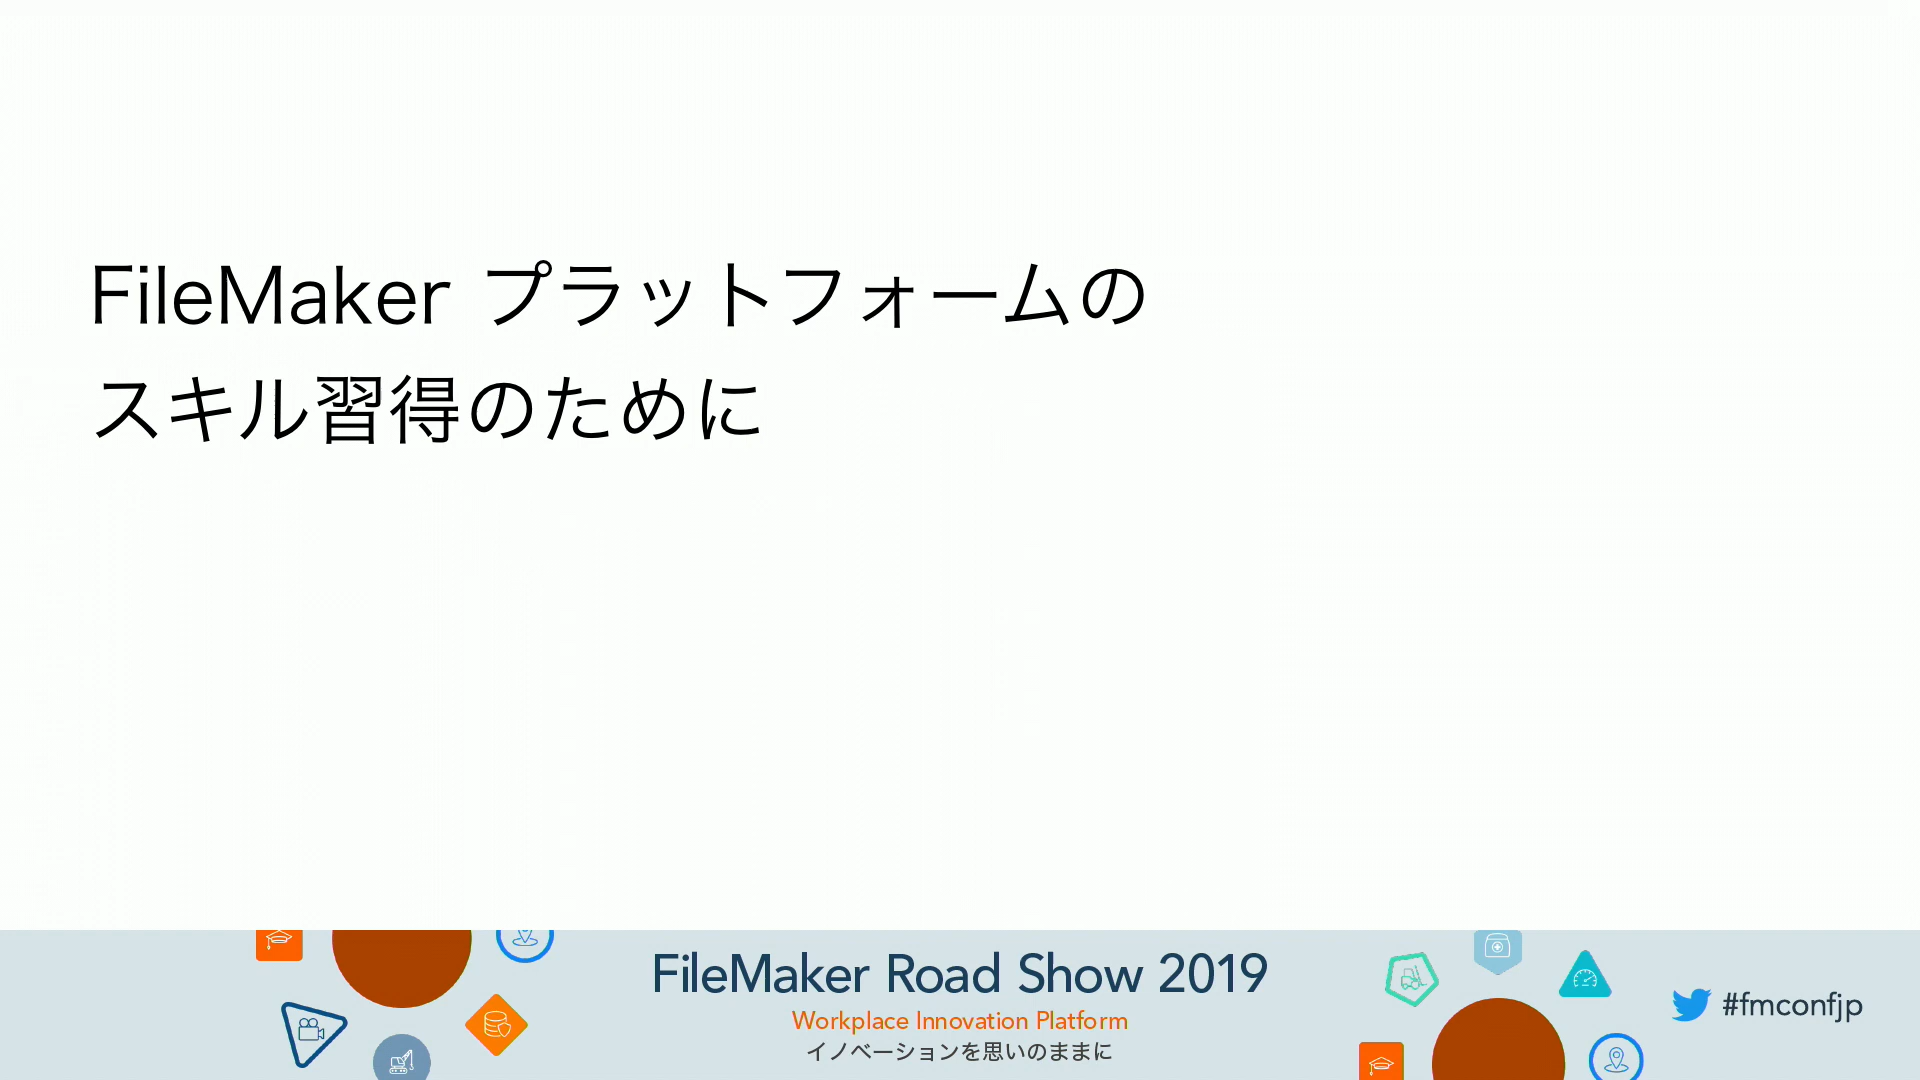 FileMaker プラットフォームの
スキル習得のために
FileMaker Road Show 2019
Workplace Innovation Platform
イノベーションを思いのままに
#fmconfjp